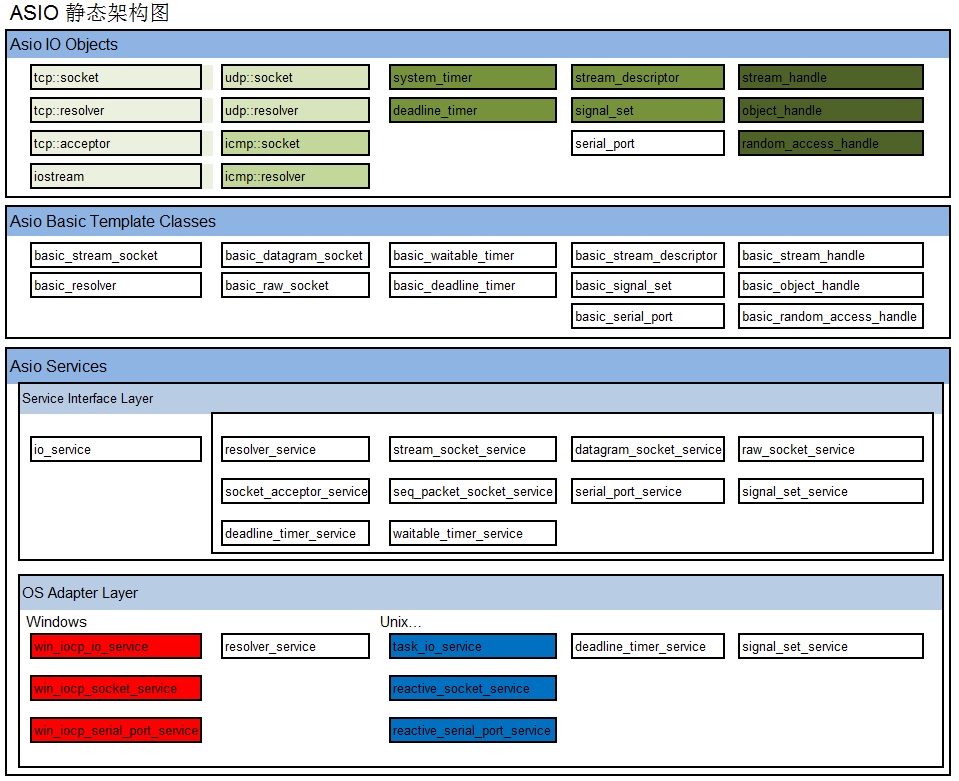 ASIO 静态架构图
Asio IO Objects
tcp::socket udp::socket system_timer stream_descriptor stream_handle
tcp::resolver udp::resolver deadline_timer signal_set object_handle
tcp::acceptor icmp::socket serial_port random_access_handle
iostream icmp::resolver
Asio Basic Template Classes
basic_stream_socket basic_datagram_socket basic_waitable_timer basic_stream_descriptor basic_stream_handle
basic_resolver basic_raw_socket basic_deadline_timer basic_signal_set basic_object_handle
basic_serial_port basic_random_access_handle
Asio Services
Service Interface Layer
io_service resolver_service stream_socket_service datagram_socket_service raw_socket_service
socket_acceptor_service seq_packet_socket_service serial_port_service signal_set_service
deadline_timer_service waitable_timer_service
OS Adapter Layer
Windows Unix…
win_iocp_io_service resolver_service task_io_service deadline_timer_service signal_set_service
win_iocp_socket_service reactive_socket_service
win_iocp_serial_port_service reactive_serial_port_service